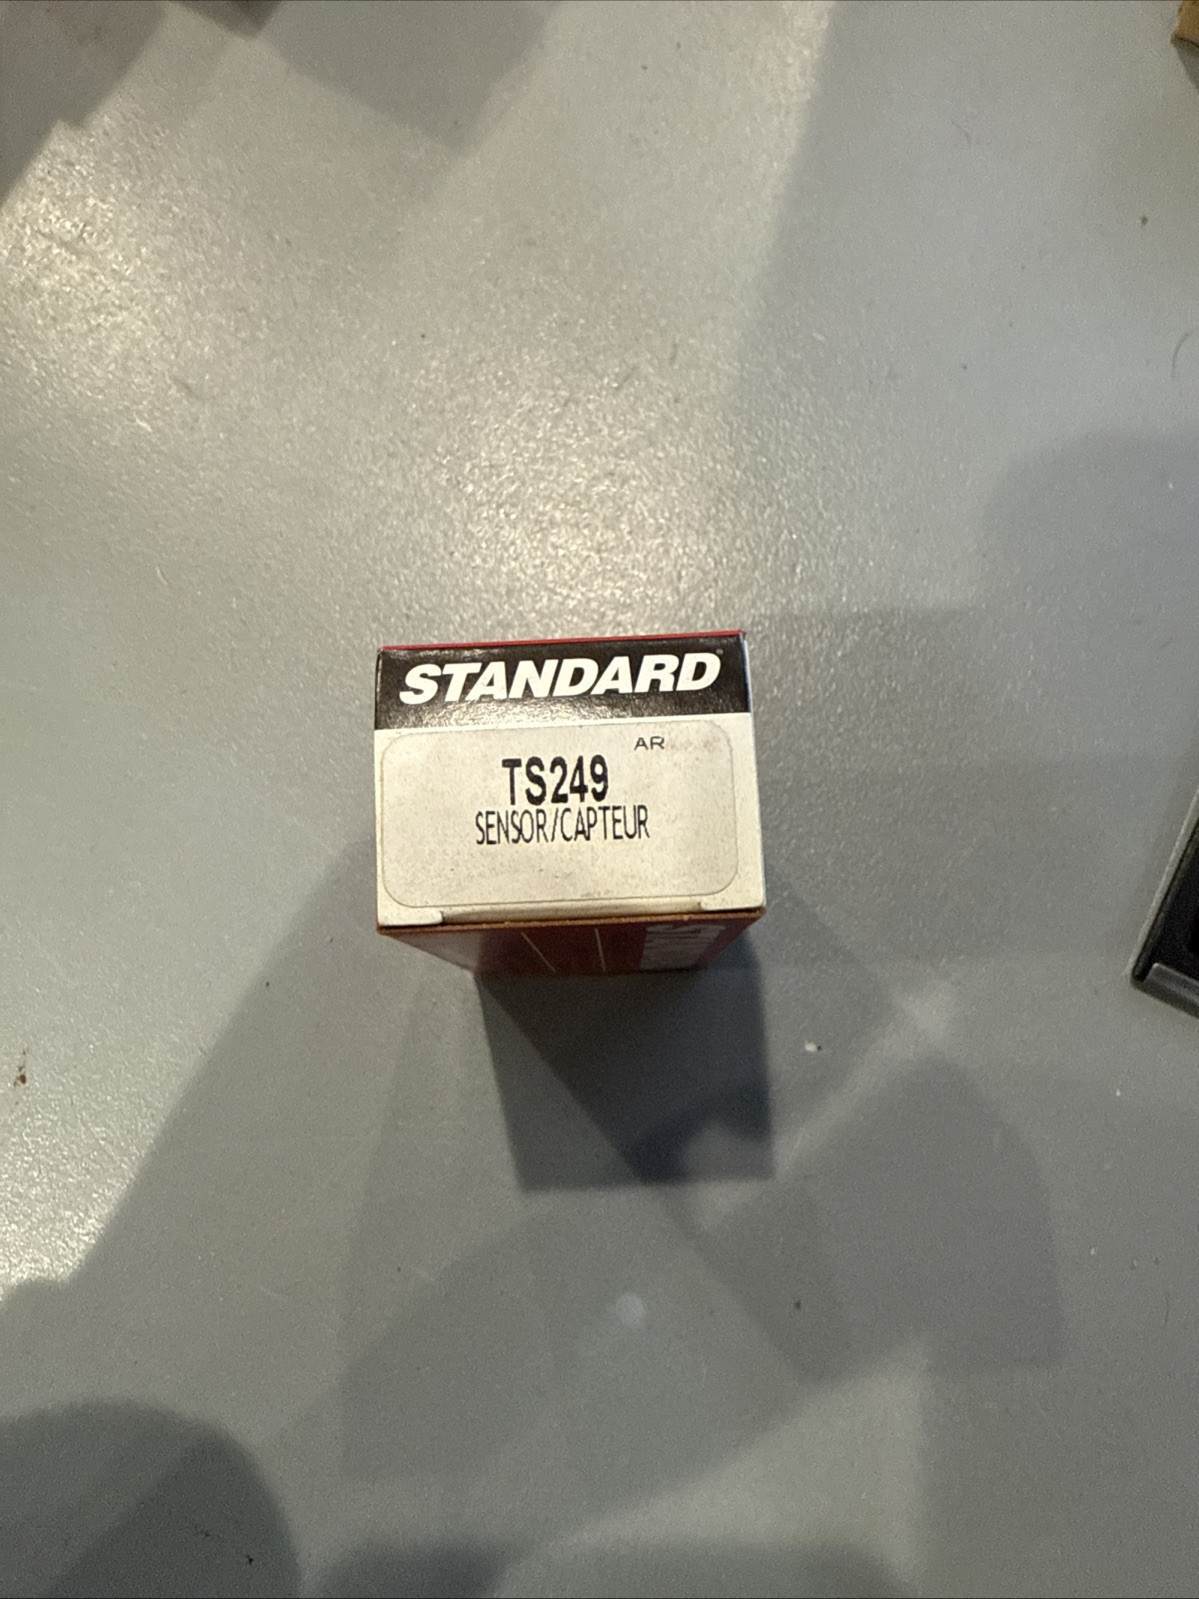 STANDARD
AR
TS249
SENSOR/CAPTEUR